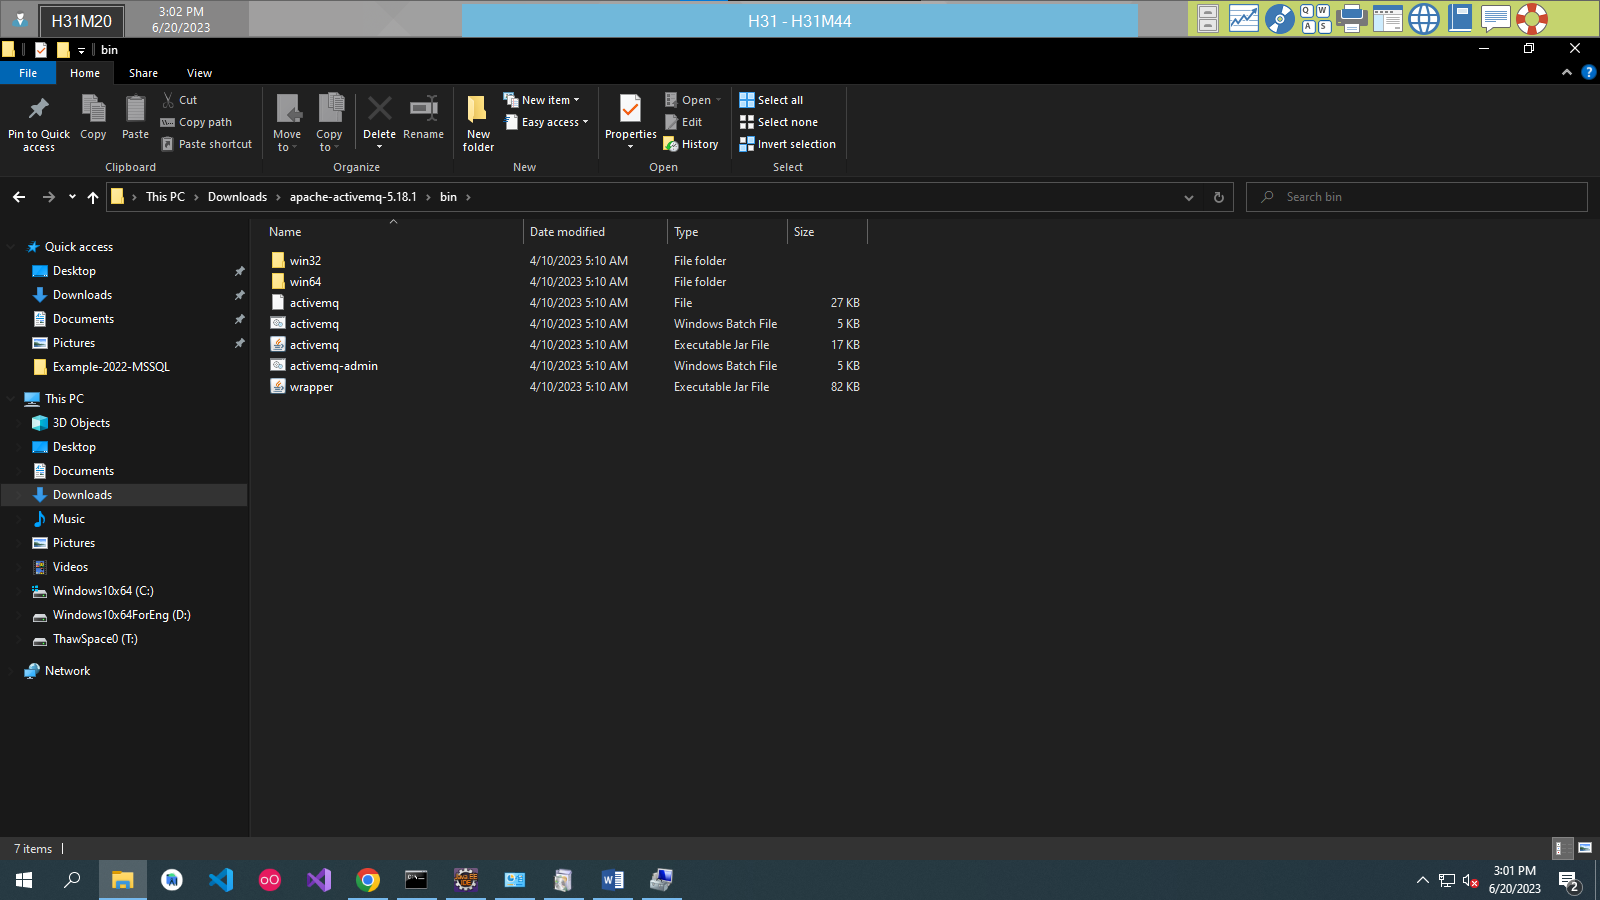 H31M20
3:02 PM
6/20/2023
H31 - H31M44
Q W
A S
bin
File Home Share View
Pin to Quick access
Copy
Paste
Cut
Copy path
Paste shortcut
Clipboard
Move to
Copy to
Delete
Rename
Organize
New folder
New item
Easy access
New
Properties
Open
Edit
History
Open
Select all
Select none
Invert selection
Select
This PC > Downloads > apache-activemq-5.18.1 > bin >
Search bin
Name Date modified Type Size
win32 4/10/2023 5:10 AM File folder
win64 4/10/2023 5:10 AM File folder
activemq 4/10/2023 5:10 AM File 27 KB
activemq 4/10/2023 5:10 AM Windows Batch File 5 KB
activemq 4/10/2023 5:10 AM Executable Jar File 17 KB
activemq-admin 4/10/2023 5:10 AM Windows Batch File 5 KB
wrapper 4/10/2023 5:10 AM Executable Jar File 82 KB
Quick access
Desktop
Downloads
Documents
Pictures
Example-2022-MSSQL
This PC
3D Objects
Desktop
Documents
Downloads
Music
Pictures
Videos
Windows10x64 (C:)
Windows10x64ForEng (D:)
ThawSpace0 (T:)
Network
7 items
3:01 PM
6/20/2023
2